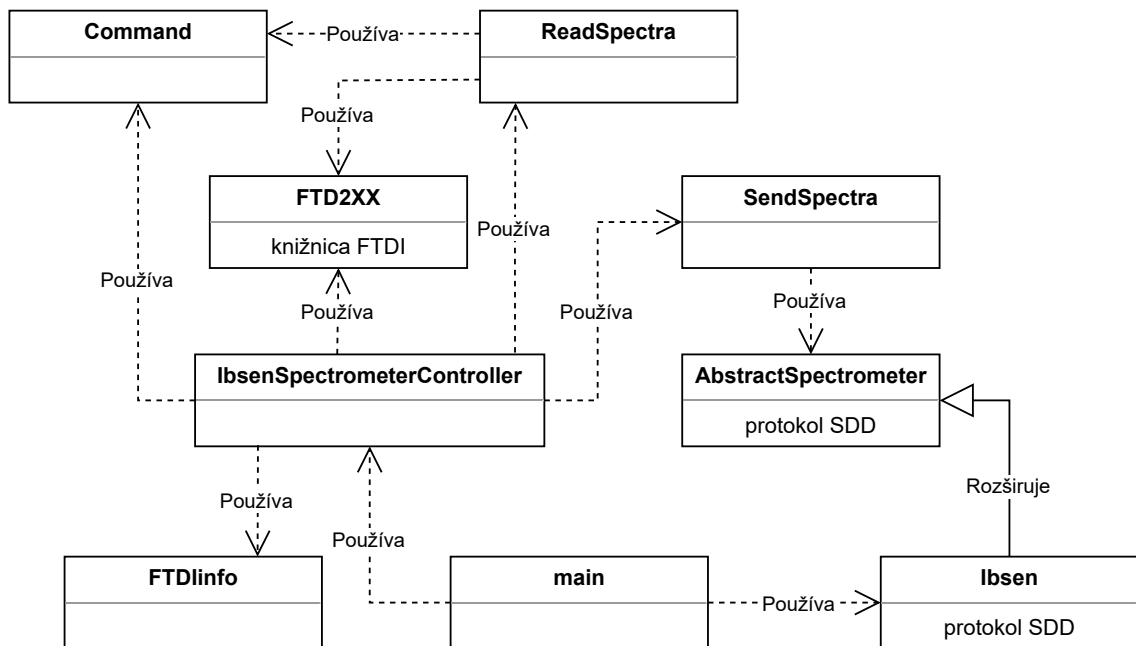 Command
Používa
ReadSpectra
Používa
FTD2XX
knižnica FTDI
SendSpectra
Používa
Používa
Používa
Používa
Používa
Používa
IbsenSpectrometerController
AbstractSpectrometer
protokol SDD
Rozširuje
Používa
Používa
FTDIinfo
main
Používa
Ibsen
protokol SDD